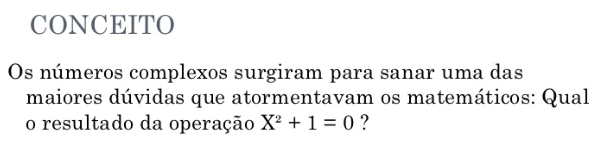 CONCEITO
Os números complexos surgiram para sanar uma das
maiores dúvidas que atormentavam os matemáticos: Qual
o resultado da operação X² + 1 = 0 ?